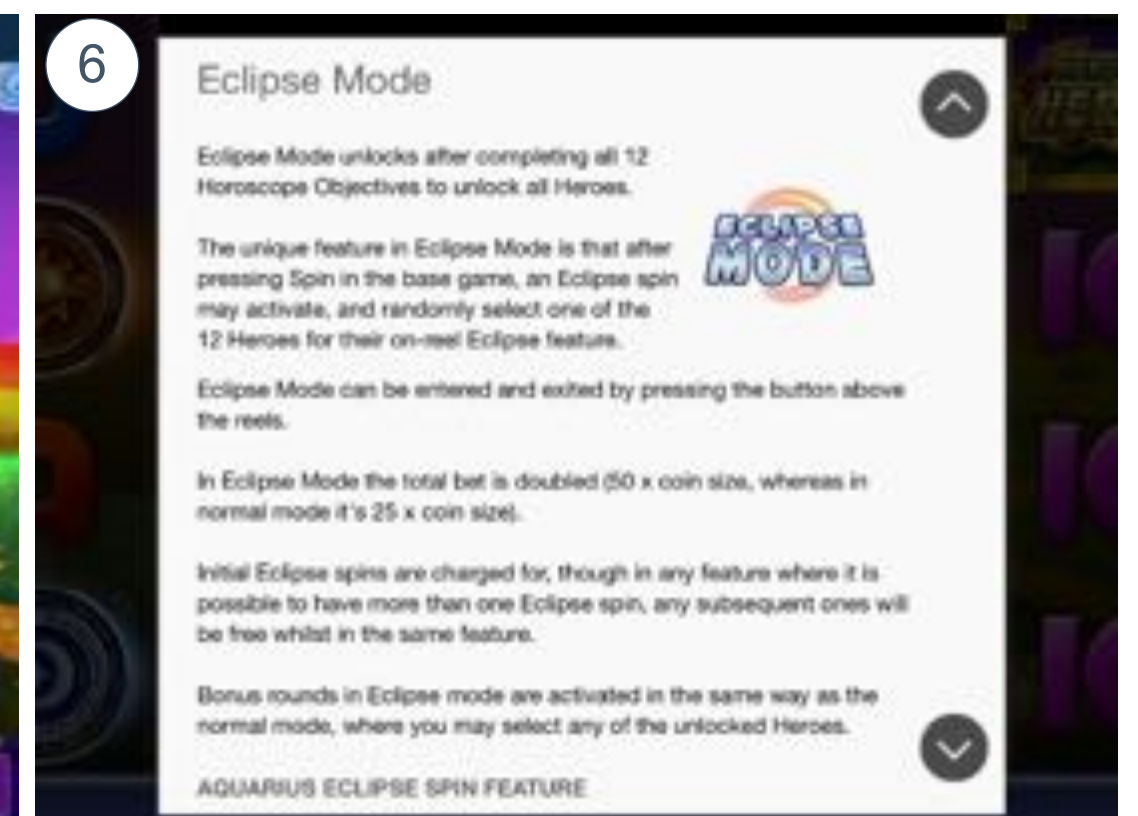 6
Eclipse Mode
Eclipse Mode unlocks after completing all 12
Horoscope Objectives to unlock all Heroes.
ECLIPSE
MODE
The unique feature in Eclipse Mode is that after
pressing Spin in the base game, an Eclipse spin
may activate, and randomly select one of the
12 Heroes for their on-reel Eclipse feature.
Eclipse Mode can be entered and exited by pressing the button above
the reels.
In Eclipse Mode the total bet is doubled (50 x coin size, whereas in
normal mode it's 25 x coin size).
Initial Eclipse spins are charged for, though in any feature where it is
possible to have more than one Eclipse spin, any subsequent ones will
be free whilst in the same feature.
Bonus rounds in Eclipse mode are activated in the same way as the
normal mode, where you may select any of the unlocked Heroes.
AQUARIUS ECLIPSE SPIN FEATURE